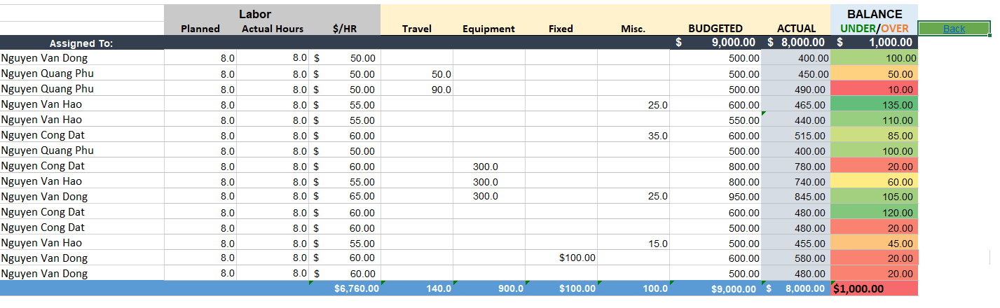 Labor BALANCE
Planned Actual Hours $/HR Travel Equipment Fixed Misc. BUDGETED ACTUAL UNDER/OVER Back
Assigned To: $ 9,000.00 $ 8,000.00 $ 1,000.00
Nguyen Van Dong 8.0 8.0 $ 50.00 500.00 400.00 100.00
Nguyen Quang Phu 8.0 8.0 $ 50.00 50.0 500.00 450.00 50.00
Nguyen Quang Phu 8.0 8.0 $ 50.00 90.0 500.00 490.00 10.00
Nguyen Van Hao 8.0 8.0 $ 55.00 25.0 600.00 465.00 135.00
Nguyen Van Hao 8.0 8.0 $ 55.00 550.00 440.00 110.00
Nguyen Cong Dat 8.0 8.0 $ 60.00 35.0 600.00 515.00 85.00
Nguyen Quang Phu 8.0 8.0 $ 50.00 500.00 400.00 100.00
Nguyen Cong Dat 8.0 8.0 $ 60.00 300.0 800.00 780.00 20.00
Nguyen Van Hao 8.0 8.0 $ 55.00 300.0 800.00 740.00 60.00
Nguyen Van Dong 8.0 8.0 $ 65.00 300.0 25.0 950.00 845.00 105.00
Nguyen Cong Dat 8.0 8.0 $ 60.00 600.00 480.00 120.00
Nguyen Cong Dat 8.0 8.0 $ 60.00 500.00 480.00 20.00
Nguyen Van Hao 8.0 8.0 $ 55.00 15.0 500.00 455.00 45.00
Nguyen Van Dong 8.0 8.0 $ 60.00 $100.00 600.00 580.00 20.00
Nguyen Van Dong 8.0 8.0 $ 60.00 500.00 480.00 20.00
$6,760.00 140.0 900.0 $100.00 100.0 $9,000.00 $ 8,000.00 $1,000.00